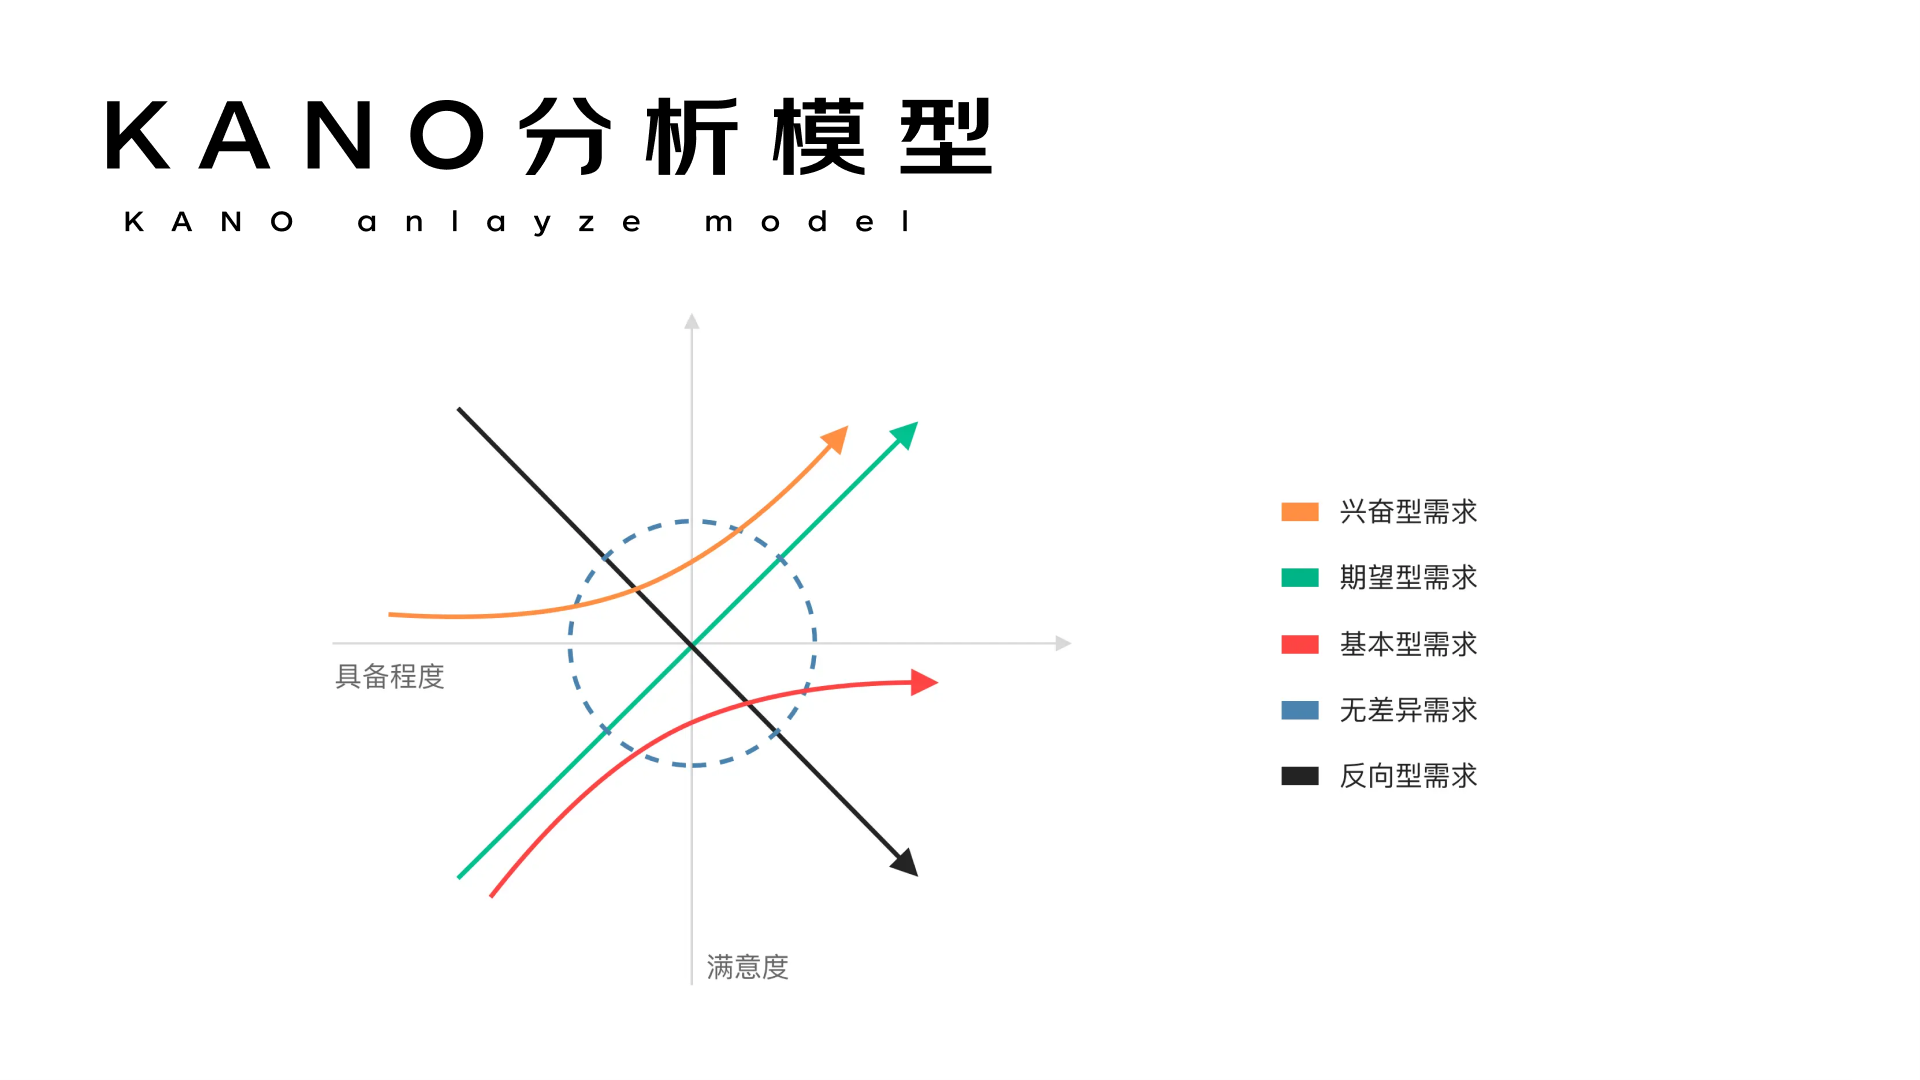 KANO分析模型
KANO anlayze model
兴奋型需求
期望型需求
基本型需求
无差异需求
反向型需求
具备程度
满意度